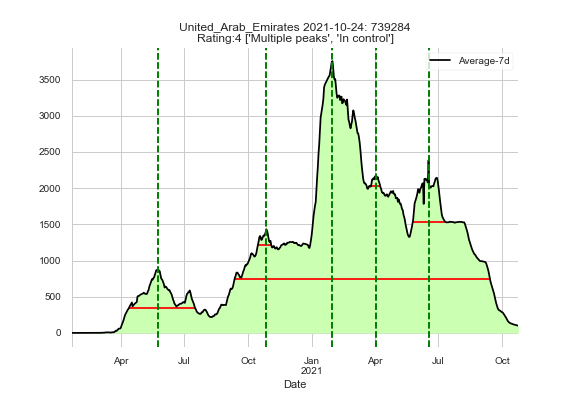 United_Arab_Emirates 2021-10-24: 739284
Rating:4 ['Multiple peaks', 'In control']
Average-7d
3500
3000
2500
2000
1500
1000
500
0
Apr
Jul
Oct
Jan
2021
Apr
Jul
Oct
Date